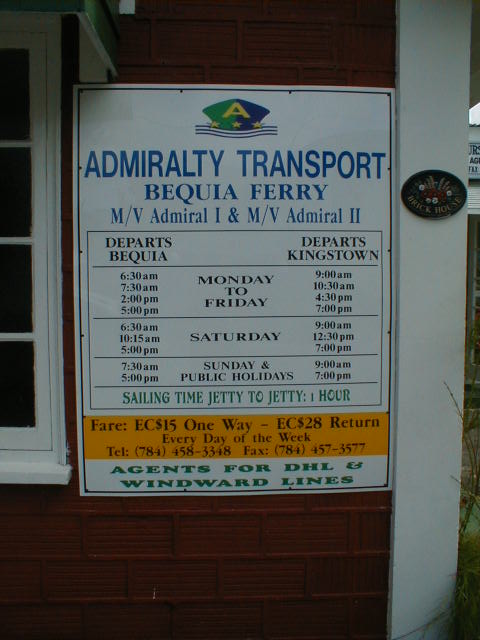 A
ADMIRALTY TRANSPORT
BEQUIA FERRY
M/V Admiral I & M/V Admiral II
DEPARTS BEQUIA
DEPARTS KINGSTOWN
6:30am 9:00am
7:30am MONDAY 10:30am
2:00pm TO 4:30pm
5:00pm FRIDAY 7:00pm
6:30am 9:00am
10:15am SATURDAY 12:30pm
5:00pm 7:00pm
7:30am SUNDAY & 9:00am
5:00pm PUBLIC HOLIDAYS 7:00pm
SAILING TIME JETTY TO JETTY: 1 HOUR
Fare: EC$15 One Way - EC$28 Return
Every Day of the Week
Tel: (784) 458-3348 Fax: (784) 457-3577
AGENTS FOR DHL &
WINDWARD LINES
BRICK HOUSE